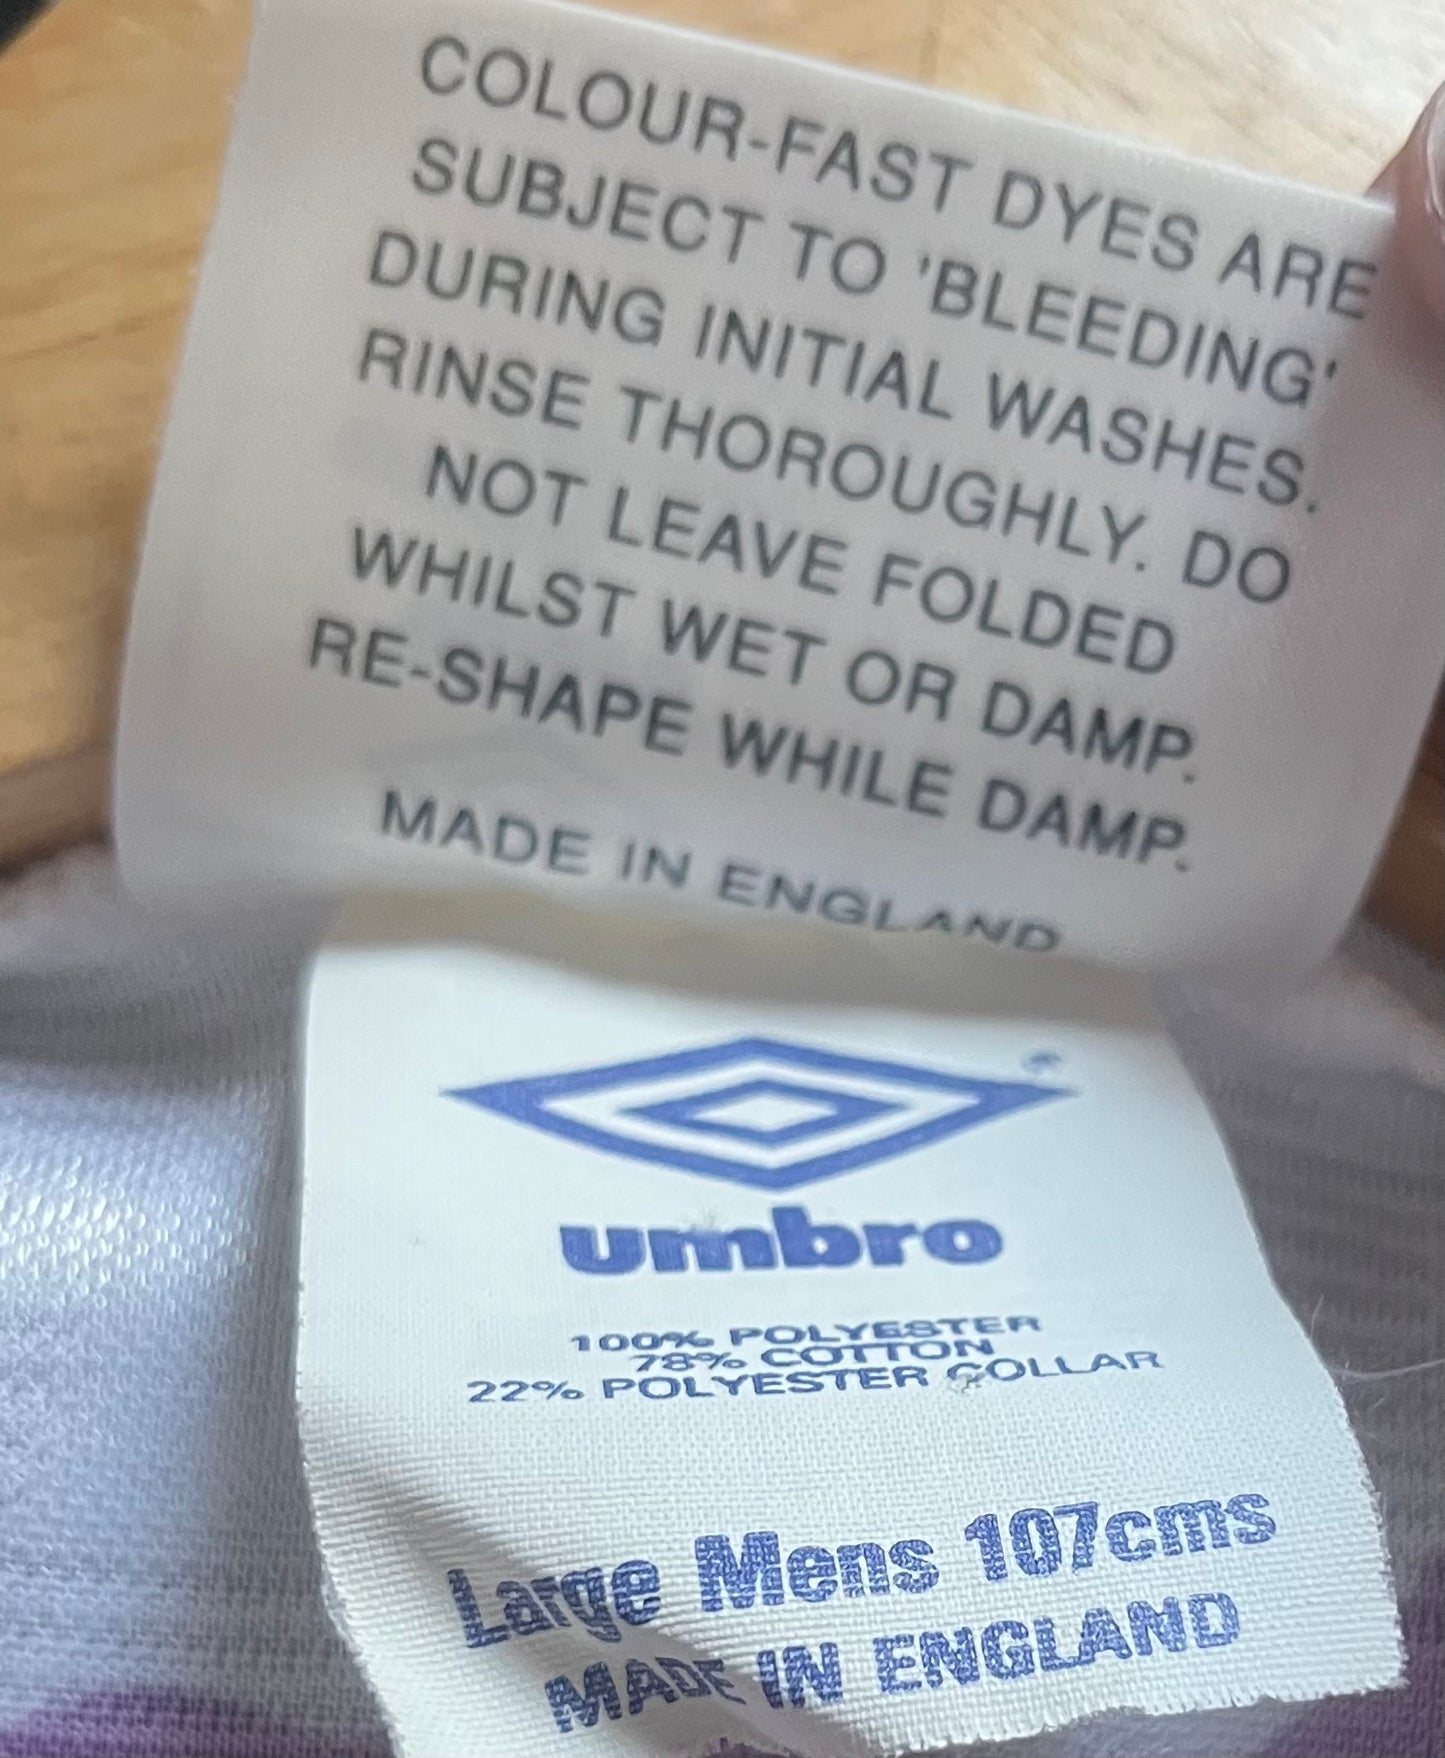 COLOUR-FAST DYES ARE
SUBJECT TO 'BLEEDING'
DURING INITIAL WASHES.
RINSE THOROUGHLY. DO
NOT LEAVE FOLDED
WHILST WET OR DAMP.
RE-SHAPE WHILE DAMP.
MADE IN ENGLAND
umbro
100% POLYESTER
78% COTTON
22% POLYESTER COLLAR
Large Mens 107cms
MADE IN ENGLAND